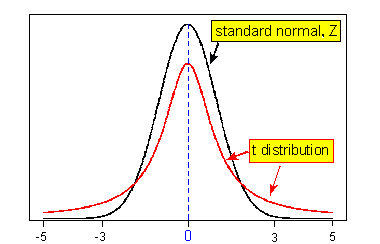 standard normal, Z
t distribution
-5 -3 0 3 5